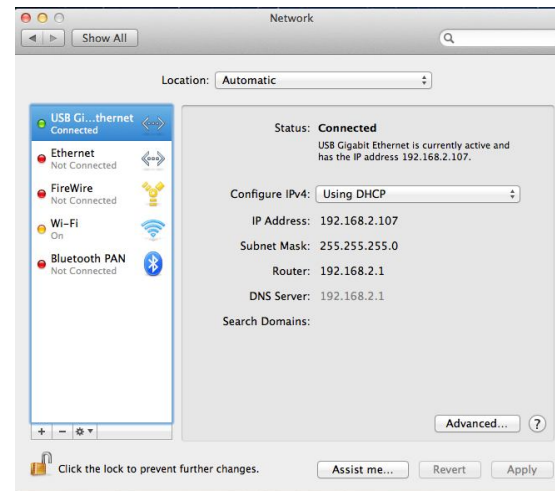 Network
Show All
Location: Automatic
USB Gi...thernet
Connected
Ethernet
Not Connected
FireWire
Not Connected
Wi-Fi
On
Bluetooth PAN
Not Connected
Status: Connected
USB Gigabit Ethernet is currently active and
has the IP address 192.168.2.107.
Configure IPv4: Using DHCP
IP Address: 192.168.2.107
Subnet Mask: 255.255.255.0
Router: 192.168.2.1
DNS Server: 192.168.2.1
Search Domains:
Advanced... ?
+ −
Click the lock to prevent further changes.
Assist me... Revert Apply